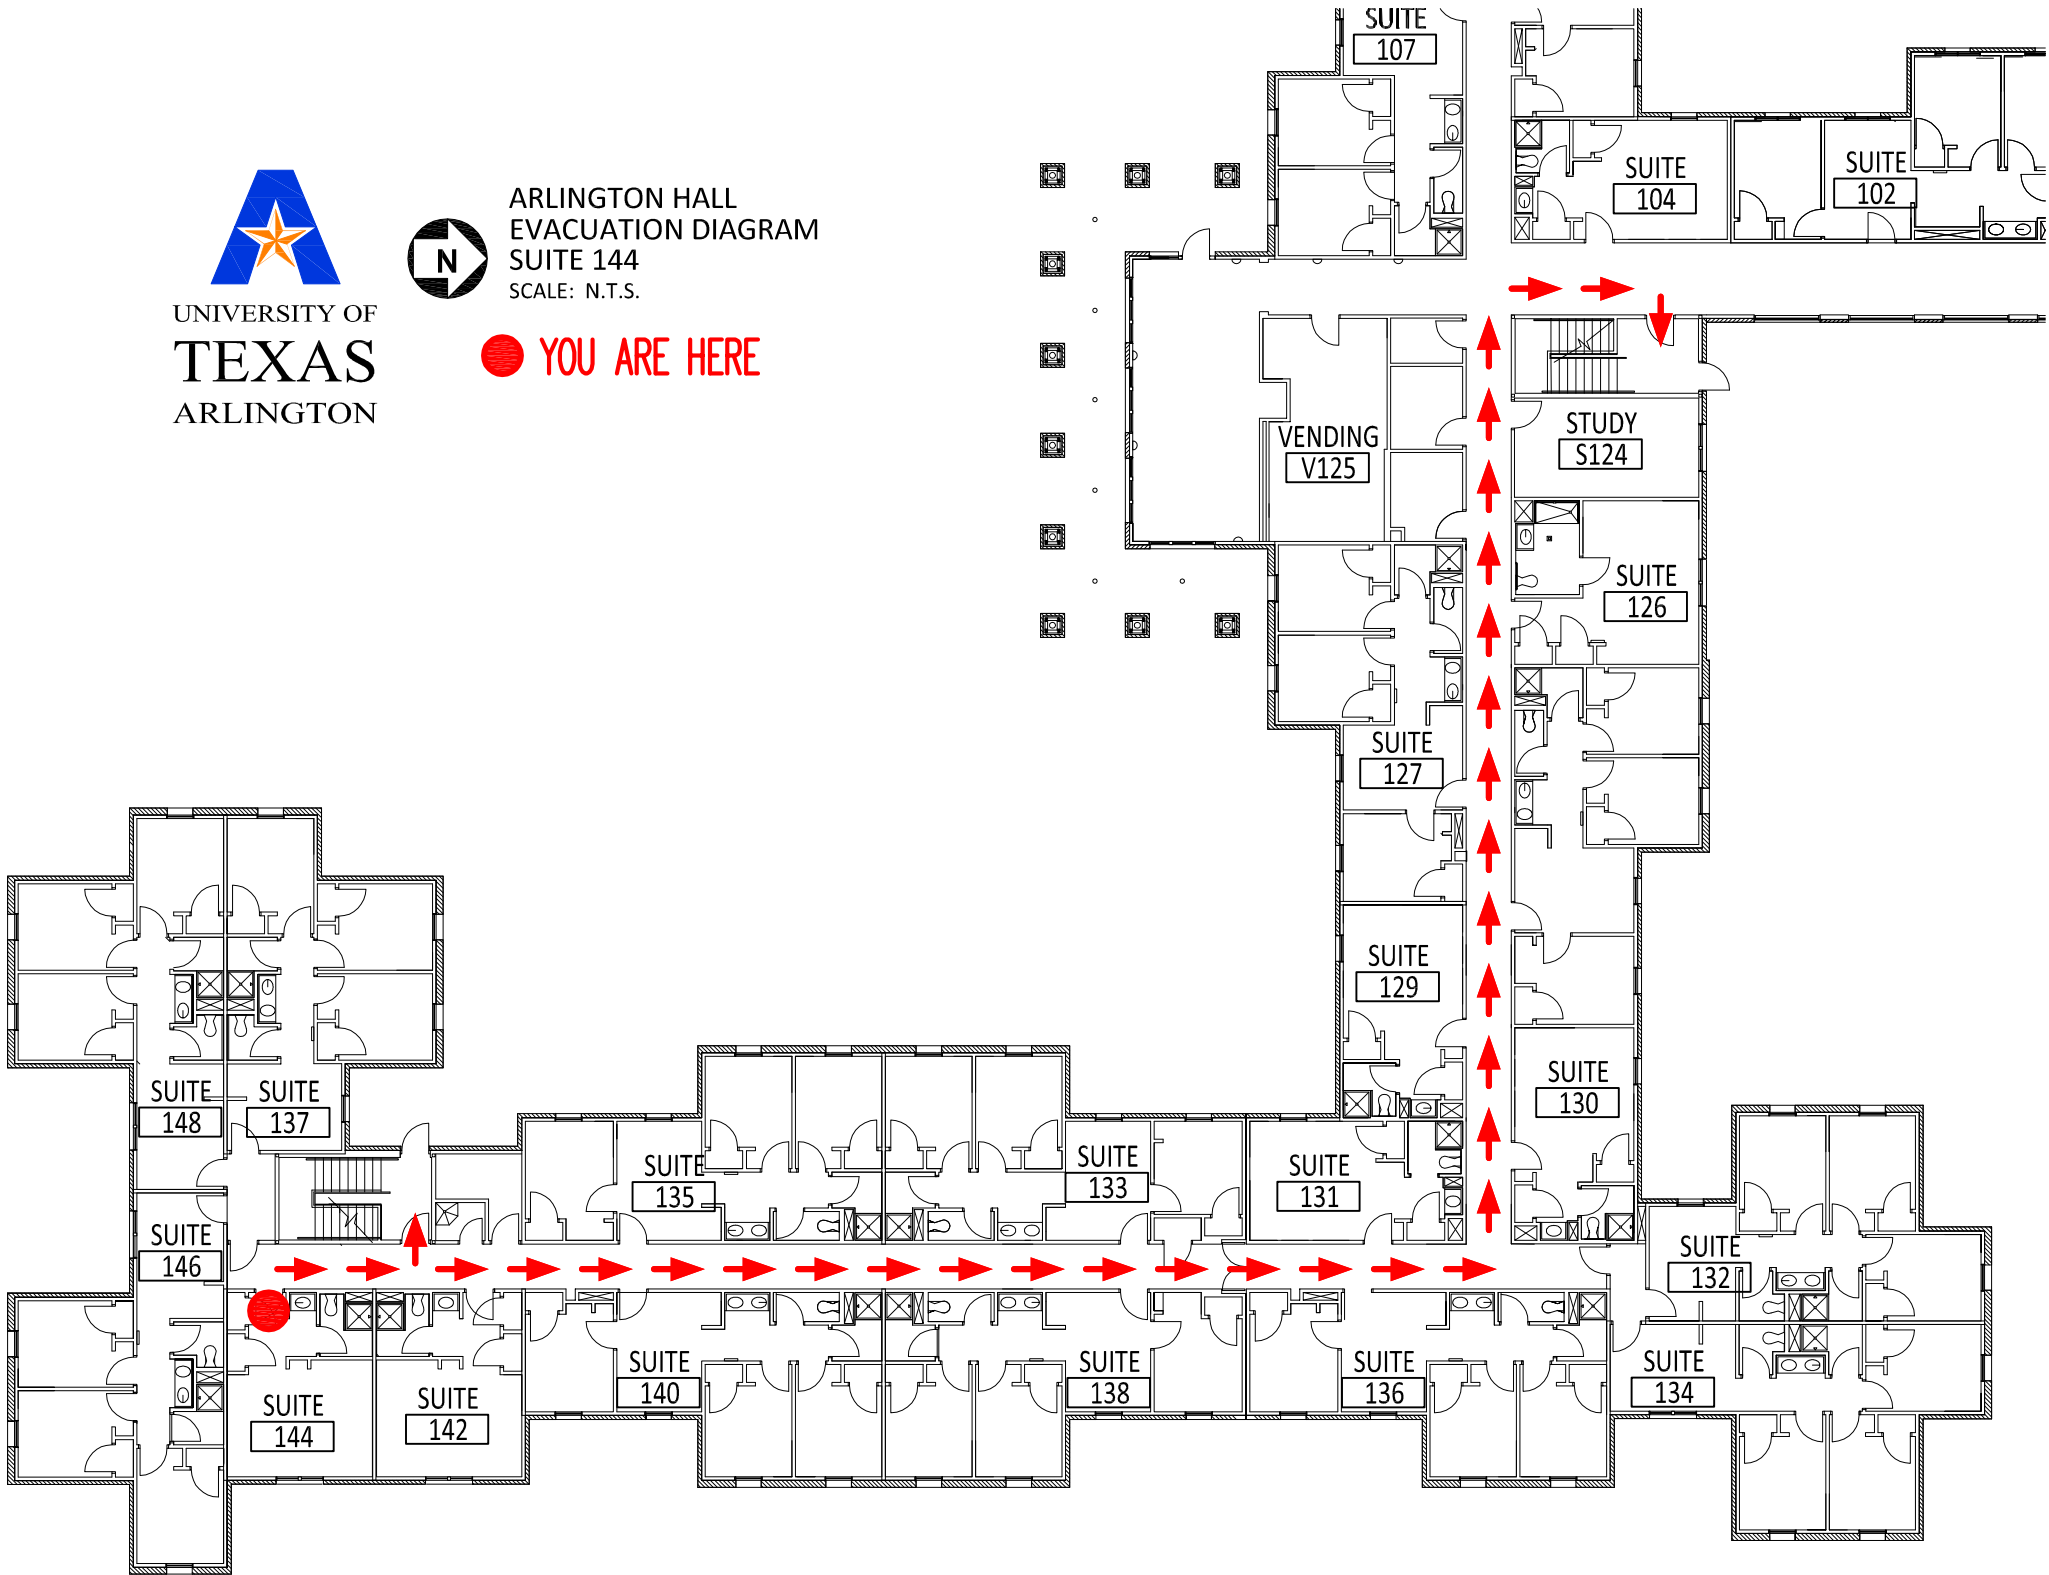 UNIVERSITY OF
TEXAS
ARLINGTON
N
ARLINGTON HALL
EVACUATION DIAGRAM
SUITE 144
SCALE: N.T.S.
YOU ARE HERE
SUITE
107
SUITE
104
SUITE
102
VENDING
V125
STUDY
S124
SUITE
126
SUITE
127
SUITE
129
SUITE
130
SUITE
148
SUITE
137
SUITE
135
SUITE
133
SUITE
131
SUITE
146
SUITE
132
SUITE
144
SUITE
142
SUITE
140
SUITE
138
SUITE
136
SUITE
134